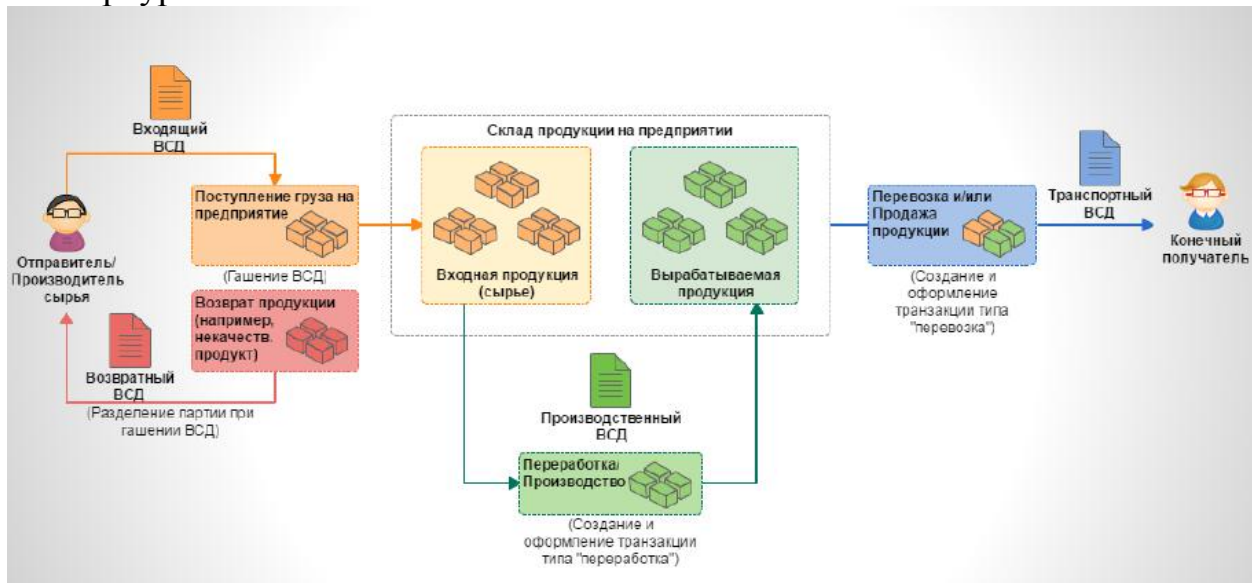 Входящий
ВСД
Отправитель/
Производитель
сырья
Поступление груза на
предприятие
(Гашение ВСД)
Возврат продукции
(например,
некачеств.
продукт)
Возвратный
ВСД
(Разделение партии при
гашении ВСД)
Склад продукции на предприятии
Входная продукция
(сырье)
Вырабатываемая
продукция
Производственный
ВСД
Переработка/
Производство
(Создание и
оформление транзакции
типа "переработка")
Перевозка и/или
Продажа
продукции
(Создание и
оформление
транзакции типа
"перевозка")
Транспортный
ВСД
Конечный
получатель